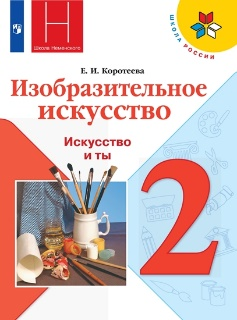 Н
Школа Неменского
ШКОЛА РОССИИ
Е. И. Коротеева
Изобразительное
искусство
Искусство
и ты
2